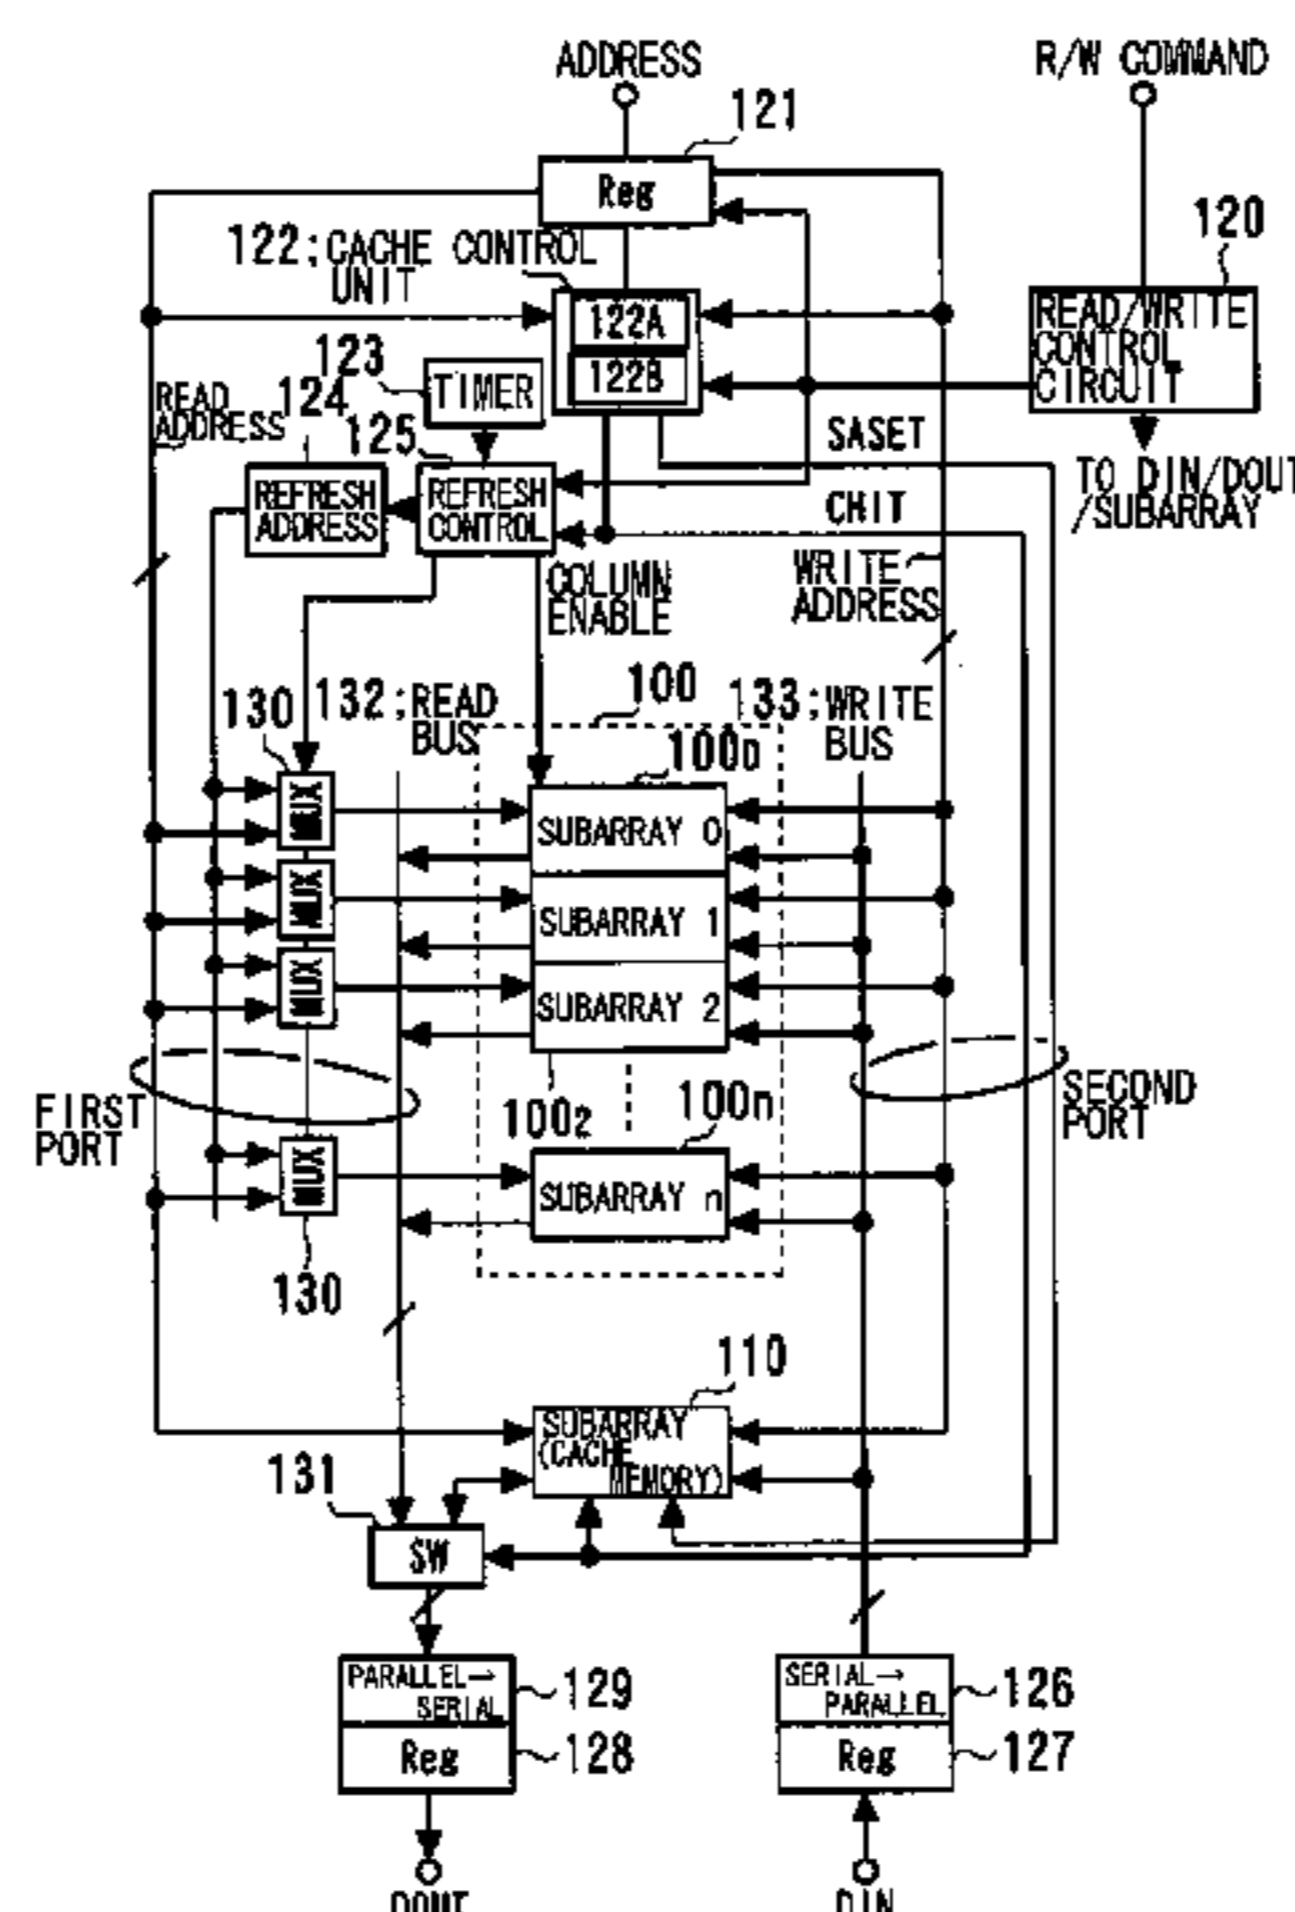 ADDRESS
R/W COMMAND
121
Reg
120
122;CACHE CONTROL
UNIT
122A
READ/WRITE
CONTROL
CIRCUIT
123
TIMER
122B
READ
ADDRESS
124
125
SASET
TO DIN/DOUT
/SUBARRAY
REFRESH
ADDRESS
REFRESH
CONTROL
CHIT
COLUMN
ENABLE
WRITE
ADDRESS
130
132;READ
BUS
100
133;WRITE
BUS
100₀
MUX
SUBARRAY 0
MUX
SUBARRAY 1
MUX
SUBARRAY 2
FIRST
PORT
100₂
100n
SECOND
PORT
MUX
SUBARRAY n
130
110
SUBARRAY
(CACHE
MEMORY)
131
SW
PARALLEL→
SERIAL
129
SERIAL→
PARALLEL
126
Reg
128
Reg
127
DOUT
DIN